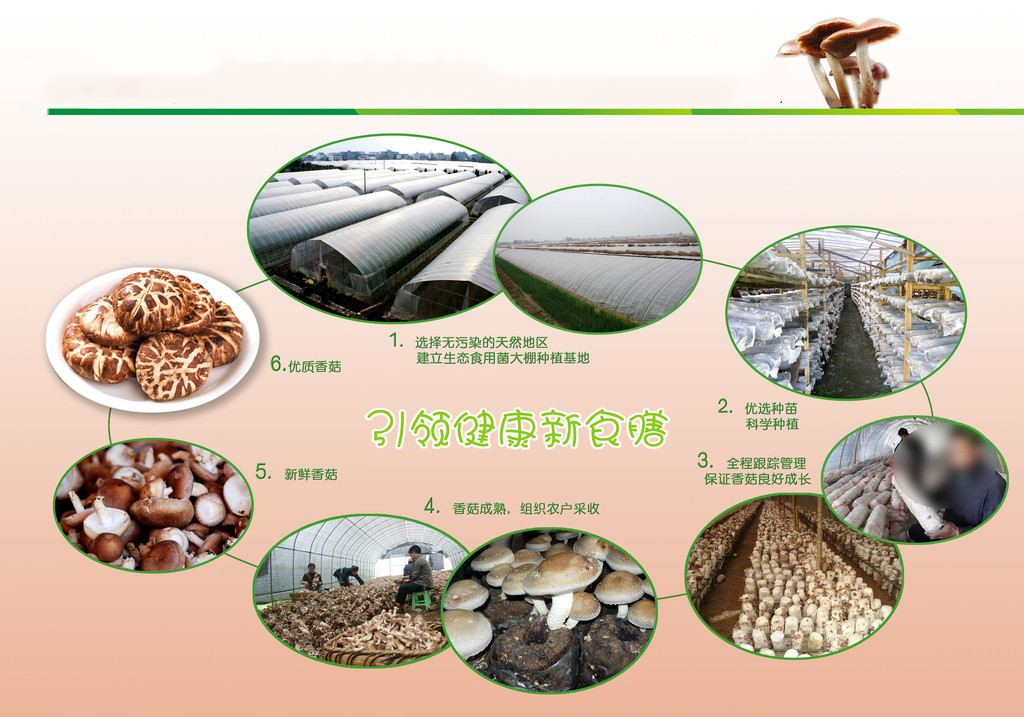 1. 选择无污染的天然地区
建立生态食用菌大棚种植基地
2. 优选种苗
科学种植
3. 全程跟踪管理
保证香菇良好成长
4. 香菇成熟，组织农户采收
5. 新鲜香菇
6.优质香菇
引领健康新食膳